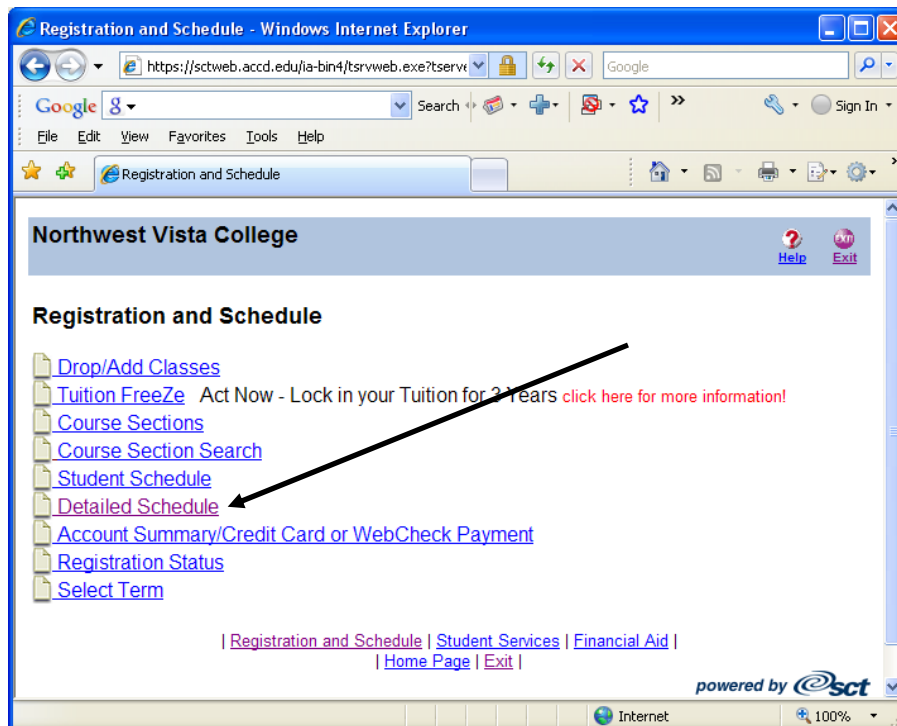 Registration and Schedule - Windows Internet Explorer
https://sctweb.accd.edu/ia-bin4/tsrvweb.exe?tserve
Google
Google
Search
»
Sign In
File Edit View Favorites Tools Help
Registration and Schedule
Northwest Vista College
Help
EXIT
Exit
Registration and Schedule
Drop/Add Classes
Tuition FreeZe Act Now - Lock in your Tuition for 3 Years click here for more information!
Course Sections
Course Section Search
Student Schedule
Detailed Schedule
Account Summary/Credit Card or WebCheck Payment
Registration Status
Select Term
| Registration and Schedule | Student Services | Financial Aid |
| Home Page | Exit |
powered by sct
Internet 100%